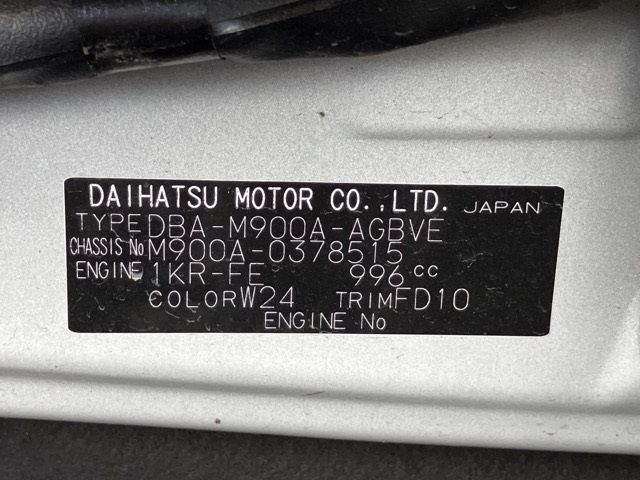 DAIHATSU MOTOR CO.,LTD. JAPAN
TYPE DBA-M900A-AGBVE
CHASSIS No M900A-0378515
ENGINE 1KR-FE 996 cc
COLOR W24 TRIM FD10
ENGINE No